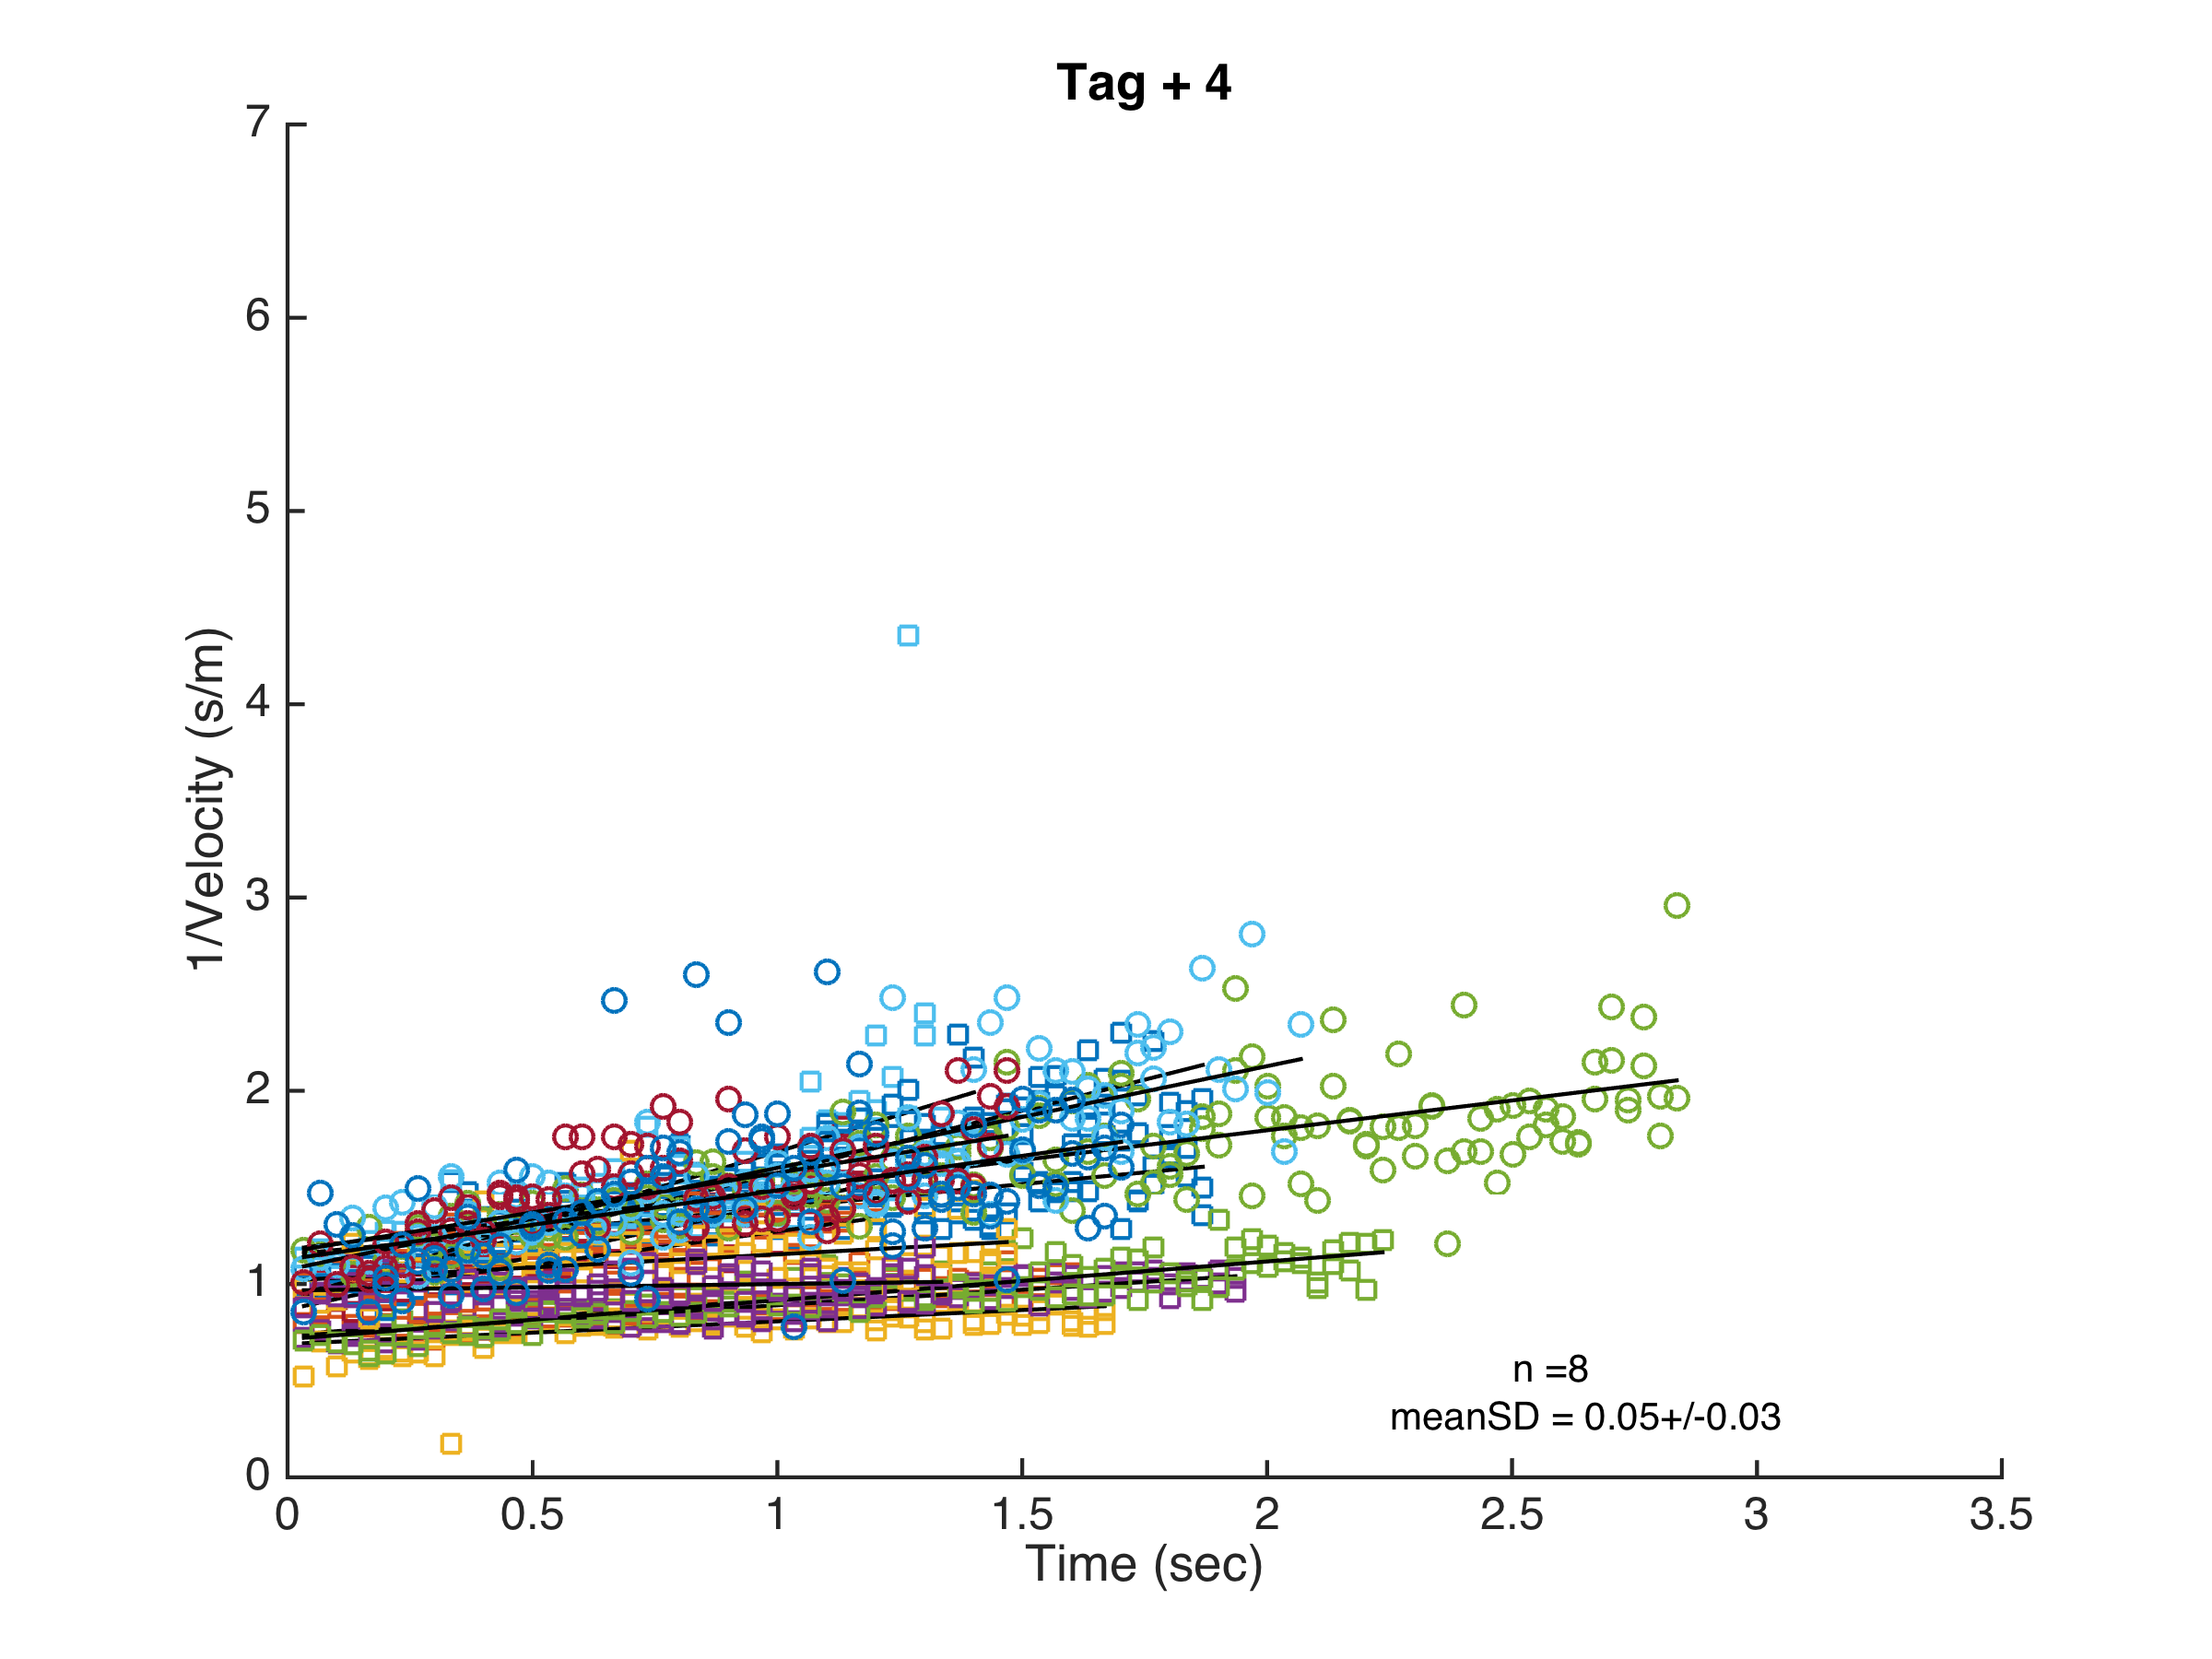 Tag + 4
7
6
5
4
3
2
1
0
1/Velocity (s/m)
n =8
meanSD = 0.05+/-0.03
0 0.5 1 1.5 2 2.5 3 3.5
Time (sec)